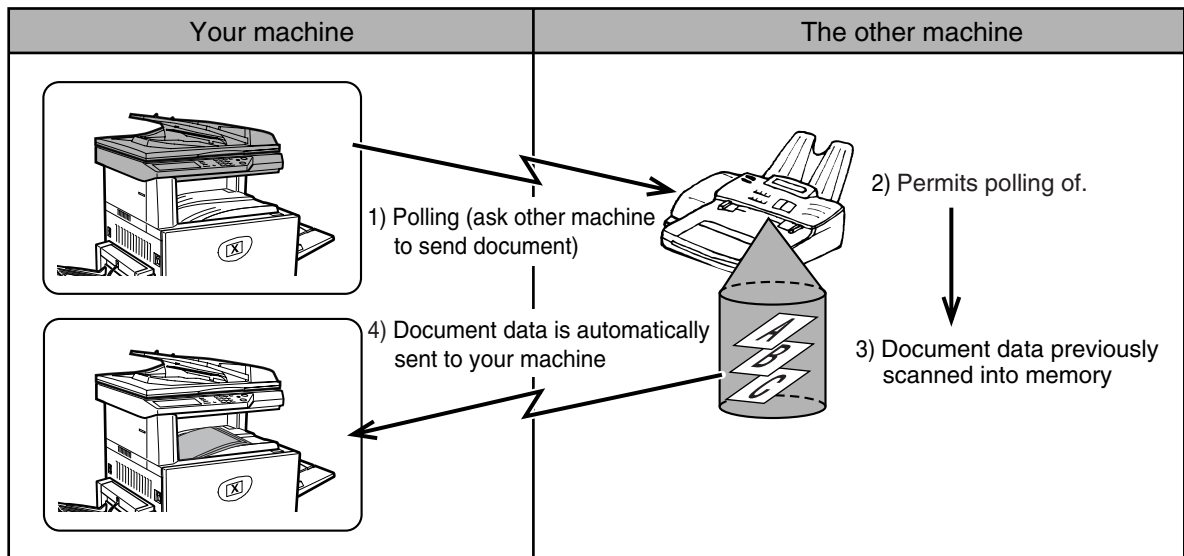 Your machine
The other machine
1) Polling (ask other machine
to send document)
2) Permits polling of.
3) Document data previously
scanned into memory
4) Document data is automatically
sent to your machine
X
X
A
B
C